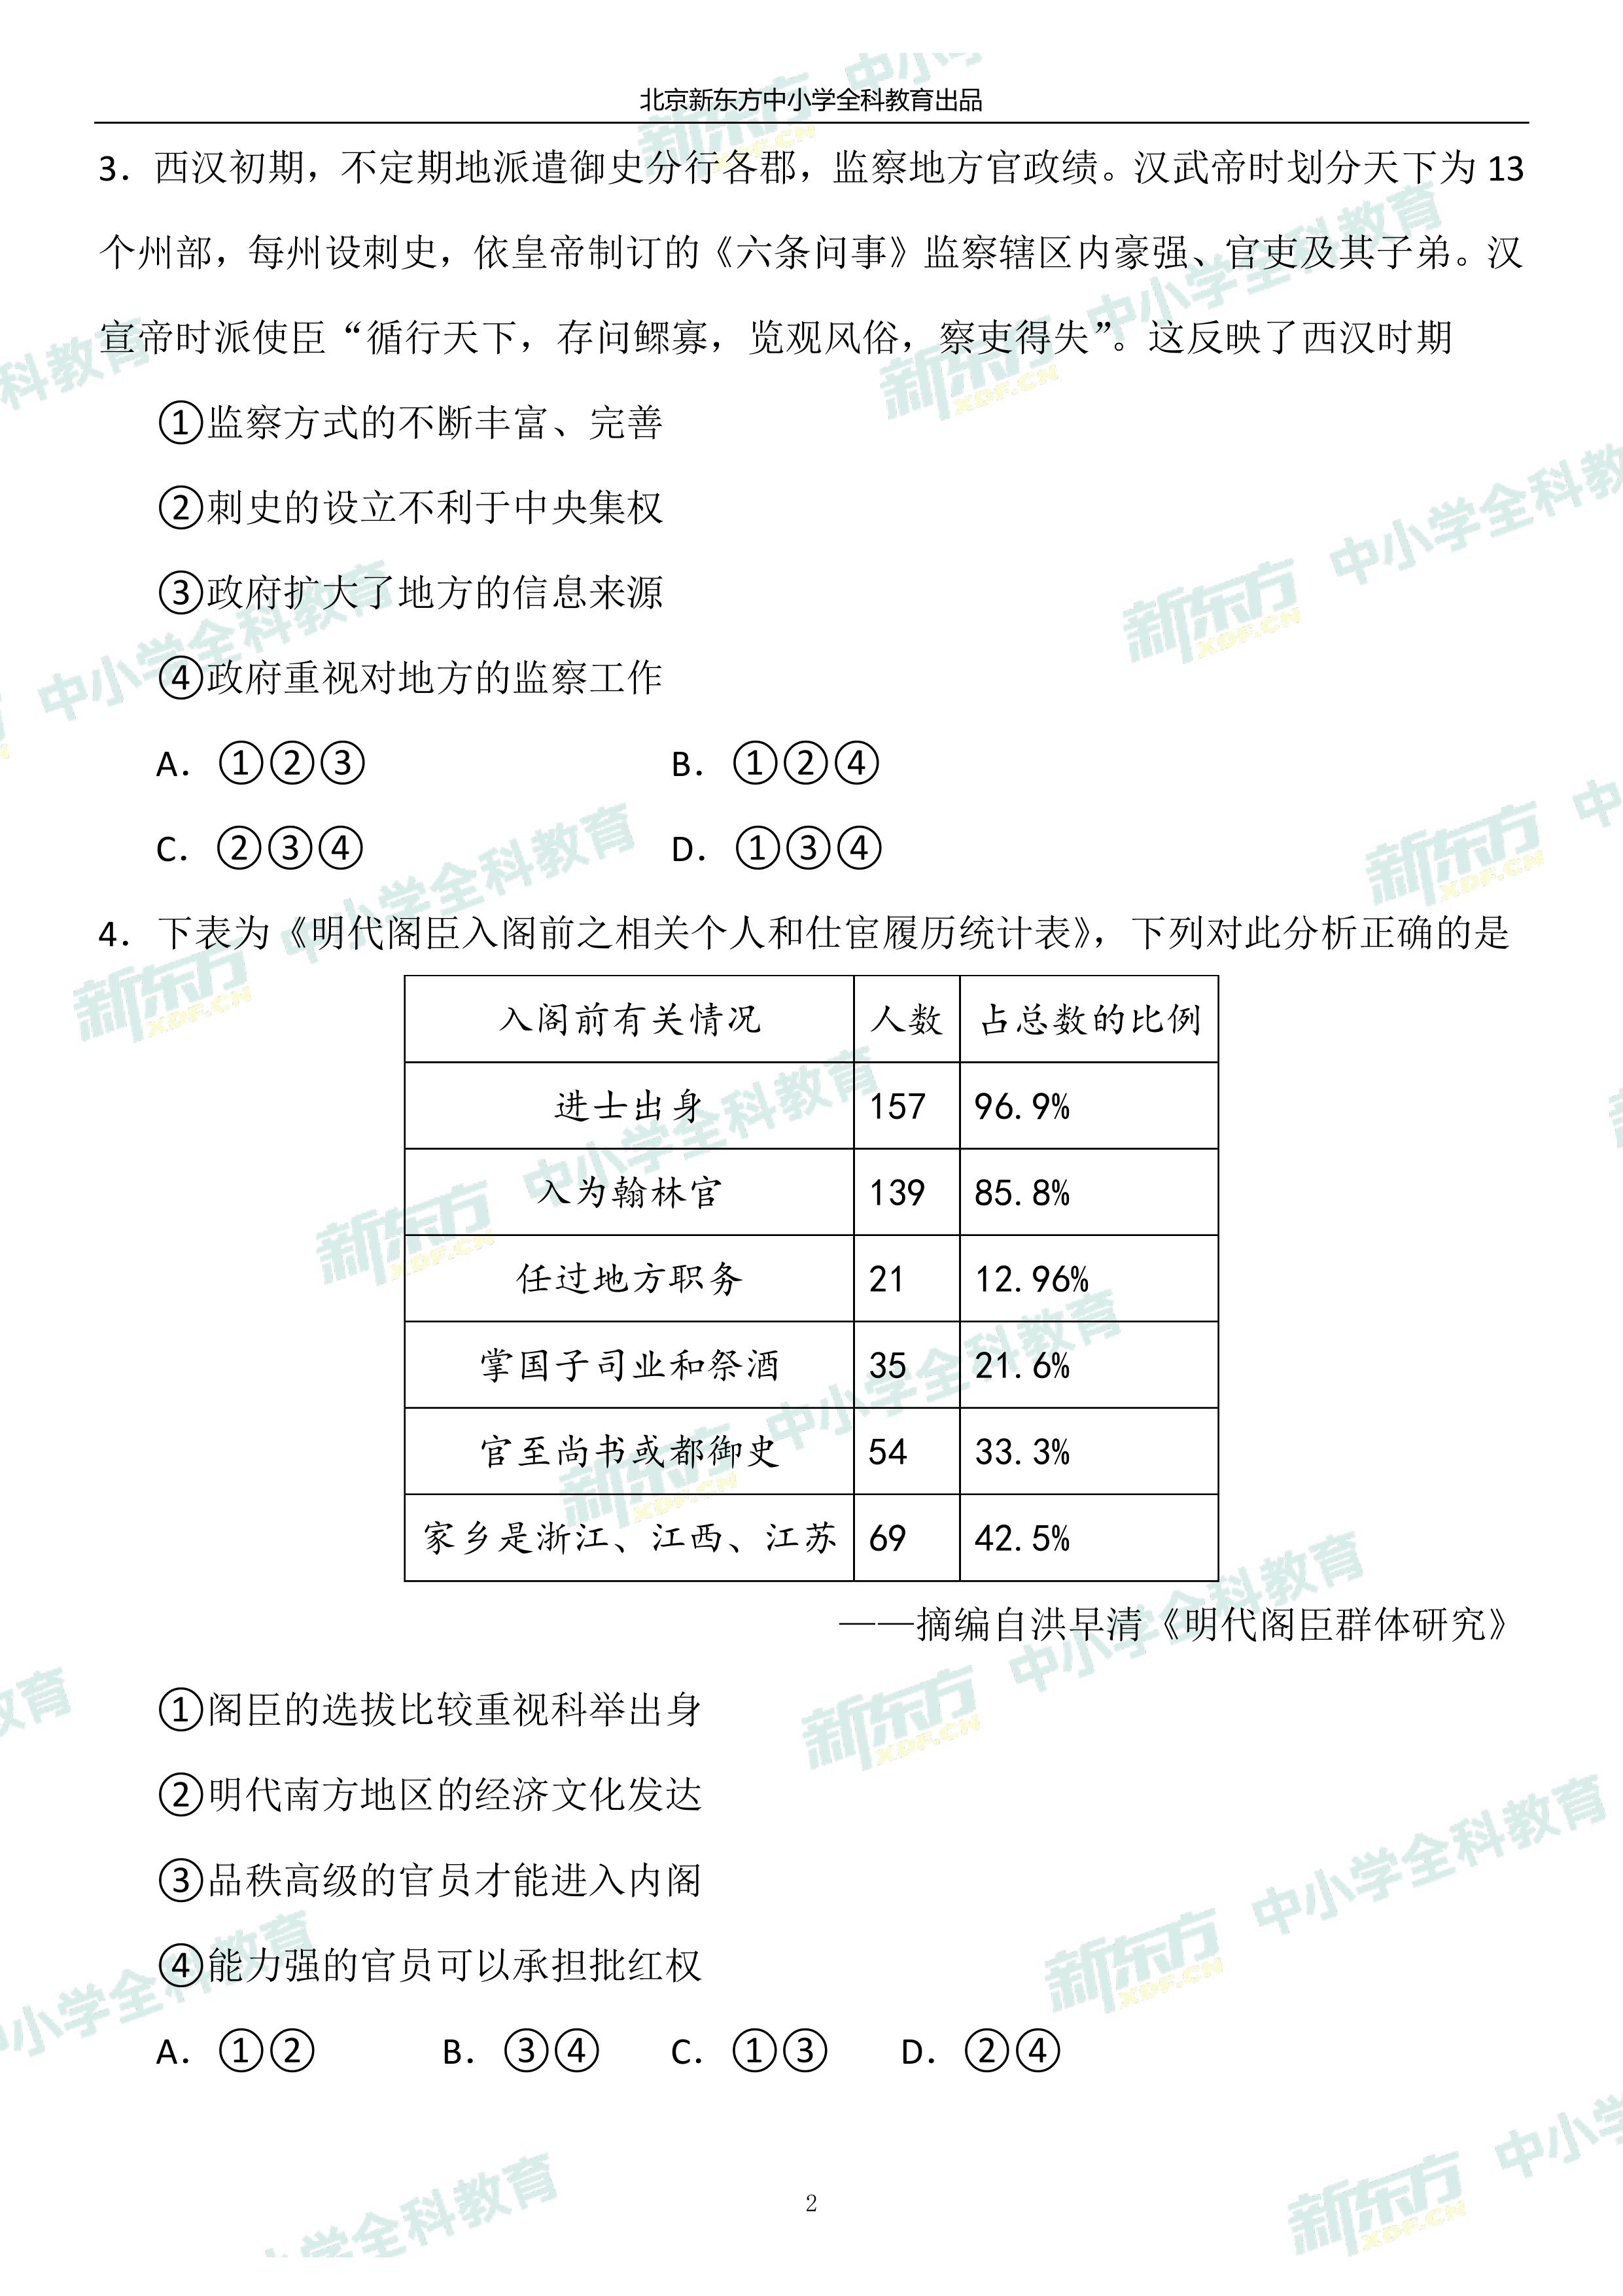 北京新东方中小学全科教育出品
3．西汉初期，不定期地派遣御史分行各郡，监察地方官政绩。汉武帝时划分天下为 13
个州部，每州设刺史，依皇帝制订的《六条问事》监察辖区内豪强、官吏及其子弟。汉
宣帝时派使臣“循行天下，存问鳏寡，览观风俗，察吏得失”。这反映了西汉时期
①监察方式的不断丰富、完善
②刺史的设立不利于中央集权
③政府扩大了地方的信息来源
④政府重视对地方的监察工作
A．①②③ B．①②④
C．②③④ D．①③④
4．下表为《明代阁臣入阁前之相关个人和仕宦履历统计表》，下列对此分析正确的是
入阁前有关情况 人数 占总数的比例
进士出身 157 96.9%
入为翰林官 139 85.8%
任过地方职务 21 12.96%
掌国子司业和祭酒 35 21.6%
官至尚书或都御史 54 33.3%
家乡是浙江、江西、江苏 69 42.5%
——摘编自洪早清《明代阁臣群体研究》
①阁臣的选拔比较重视科举出身
②明代南方地区的经济文化发达
③品秩高级的官员才能进入内阁
④能力强的官员可以承担批红权
A．①② B．③④ C．①③ D．②④
2
新东方 XDF.CN 中小学全科教育